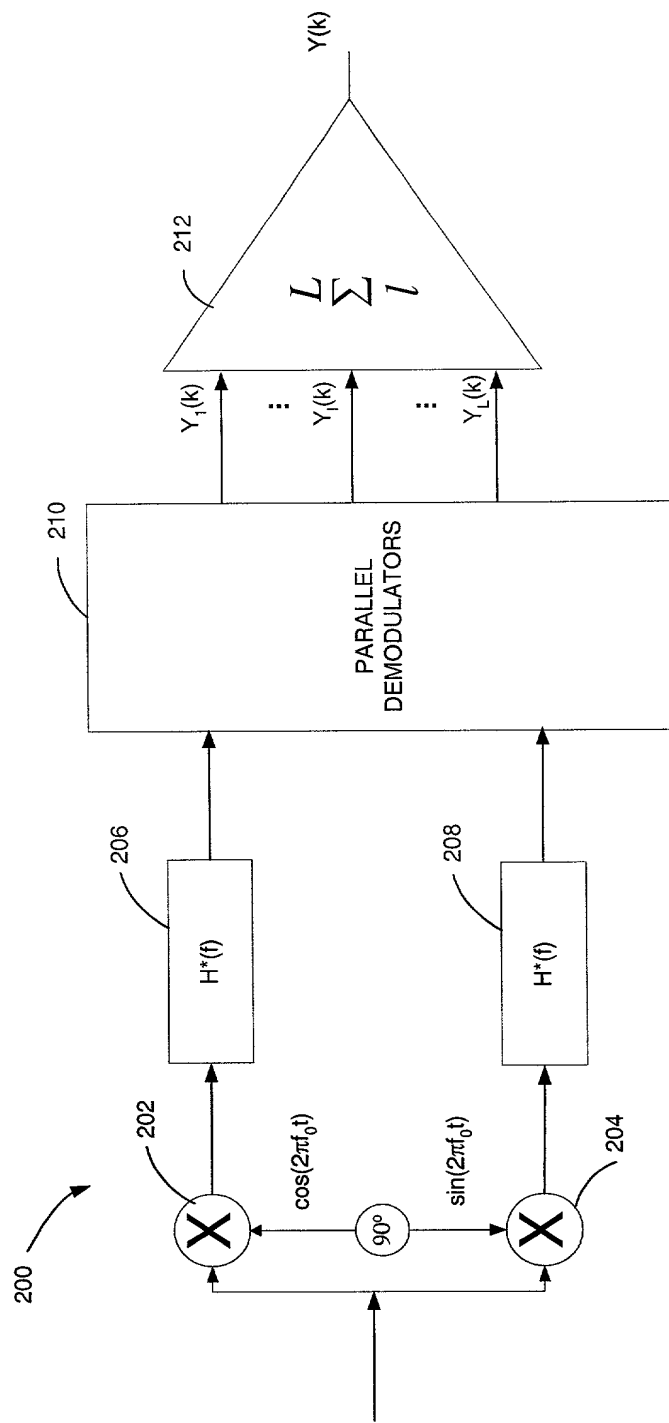 200
202
cos(2πf₀t)
90°
sin(2πf₀t)
204
206
H*(f)
208
H*(f)
210
PARALLEL
DEMODULATORS
Y₁(k)
...
Yₗ(k)
...
Y_L(k)
212
L
Σ
l
Y(k)